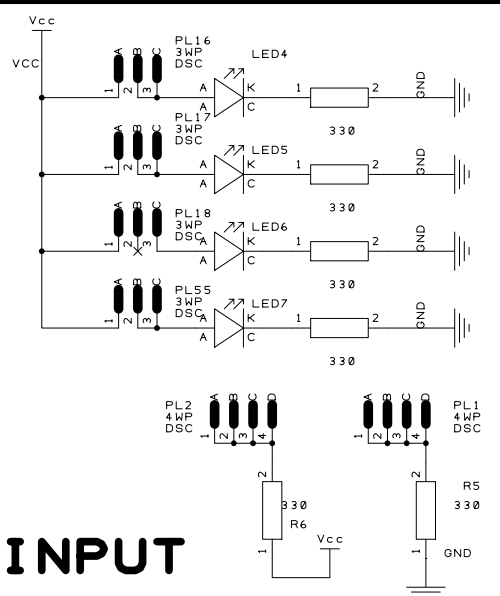 Vcc
VCC
A B C
PL16
3WP
DSC
1 2 3
LED4
A K
A C
1 2
330
GND
A B C
PL17
3WP
DSC
1 2 3
LED5
A K
A C
1 2
330
GND
A B C
PL18
3WP
DSC
1 2 3
LED6
A K
A C
1 2
330
GND
A B C
PL55
3WP
DSC
1 2 3
LED7
A K
A C
1 2
330
GND
PL2
4WP
DSC
A B C D
1 2 3 4
2
330
R6
1
Vcc
A B C D
PL1
4WP
DSC
1 2 3 4
2
R5
330
1
GND
INPUT